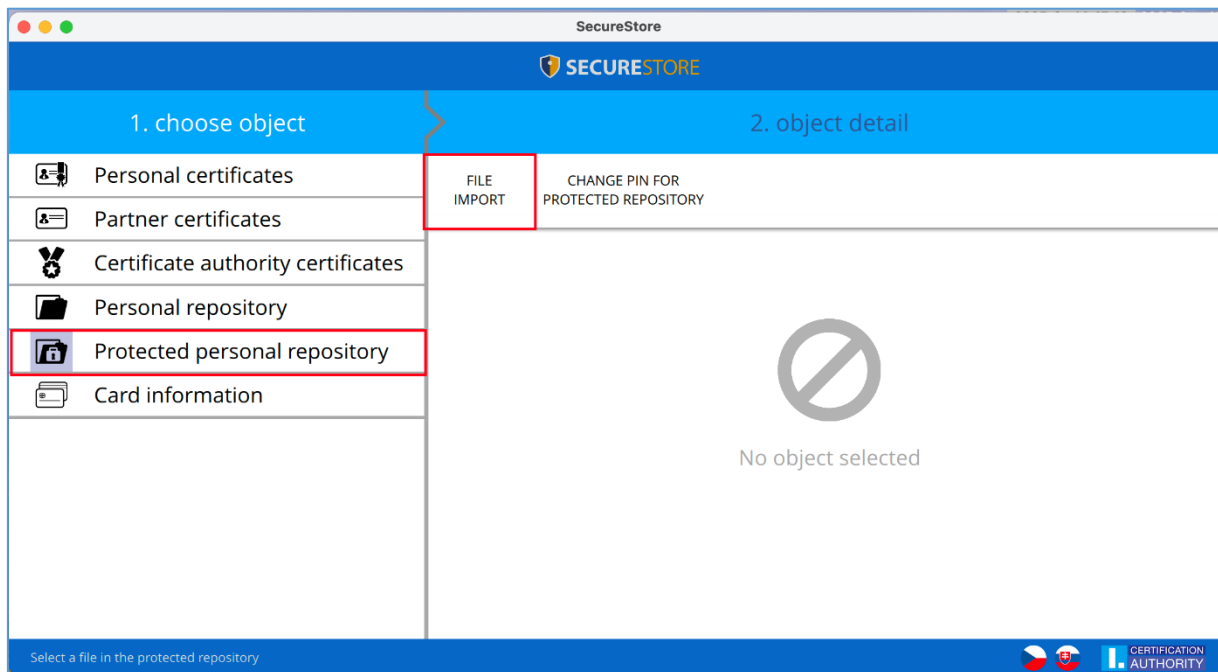 SecureStore
SECURESTORE
1. choose object
2. object detail
Personal certificates
Partner certificates
Certificate authority certificates
Personal repository
Protected personal repository
Card information
FILE
IMPORT
CHANGE PIN FOR
PROTECTED REPOSITORY
No object selected
Select a file in the protected repository
I. CERTIFICATION
AUTHORITY